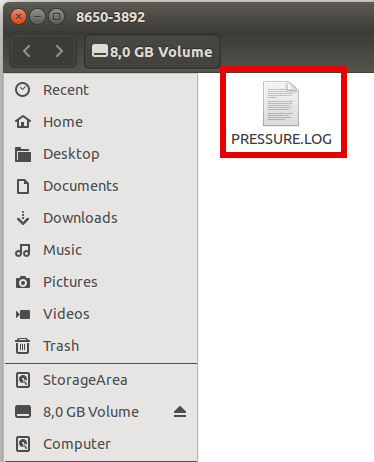 8650-3892
8,0 GB Volume
Recent
Home
Desktop
Documents
Downloads
Music
Pictures
Videos
Trash
StorageArea
8,0 GB Volume
Computer
PRESSURE.LOG